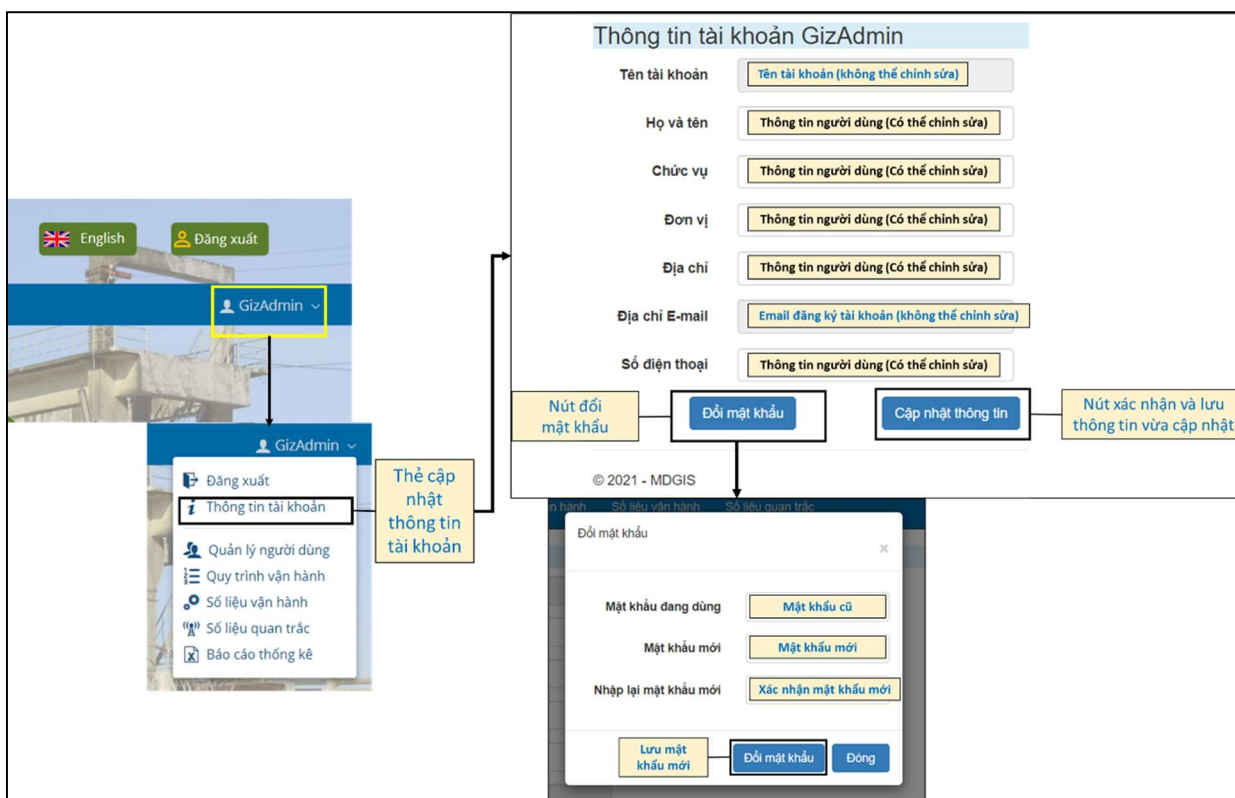 Thông tin tài khoản GizAdmin
Tên tài khoản
Tên tài khoản (không thể chỉnh sửa)
Họ và tên
Thông tin người dùng (Có thể chỉnh sửa)
Chức vụ
Thông tin người dùng (Có thể chỉnh sửa)
Đơn vị
Thông tin người dùng (Có thể chỉnh sửa)
Địa chỉ
Thông tin người dùng (Có thể chỉnh sửa)
Địa chỉ E-mail
Email đăng ký tài khoản (không thể chỉnh sửa)
Số điện thoại
Thông tin người dùng (Có thể chỉnh sửa)
Nút đổi
mật khẩu
Đổi mật khẩu
Cập nhật thông tin
Nút xác nhận và lưu
thông tin vừa cập nhật
© 2021 - MDGIS
English
Đăng xuất
GizAdmin
GizAdmin
Đăng xuất
Thông tin tài khoản
Quản lý người dùng
Quy trình vận hành
Số liệu vận hành
Số liệu quan trắc
Báo cáo thống kê
Thẻ cập
nhật
thông tin
tài khoản
hành
Số liệu vận hành
Số liệu quan trắc
Đổi mật khẩu
×
Mật khẩu đang dùng
Mật khẩu cũ
Mật khẩu mới
Mật khẩu mới
Nhập lại mật khẩu mới
Xác nhận mật khẩu mới
Lưu mật
khẩu mới
Đổi mật khẩu
Đóng